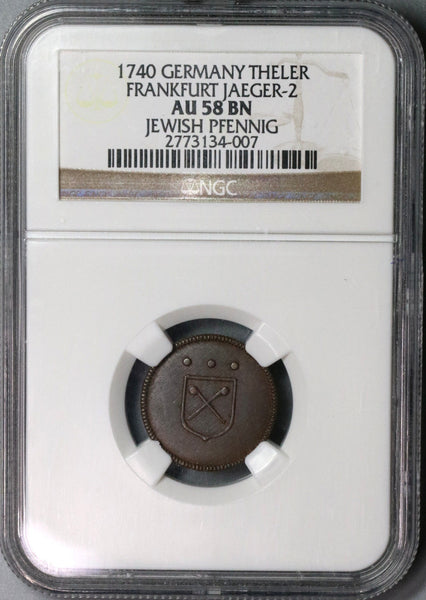 1740 GERMANY THELER
FRANKFURT JAEGER-2
AU 58 BN
JEWISH PFENNIG
2773134-007
NGC